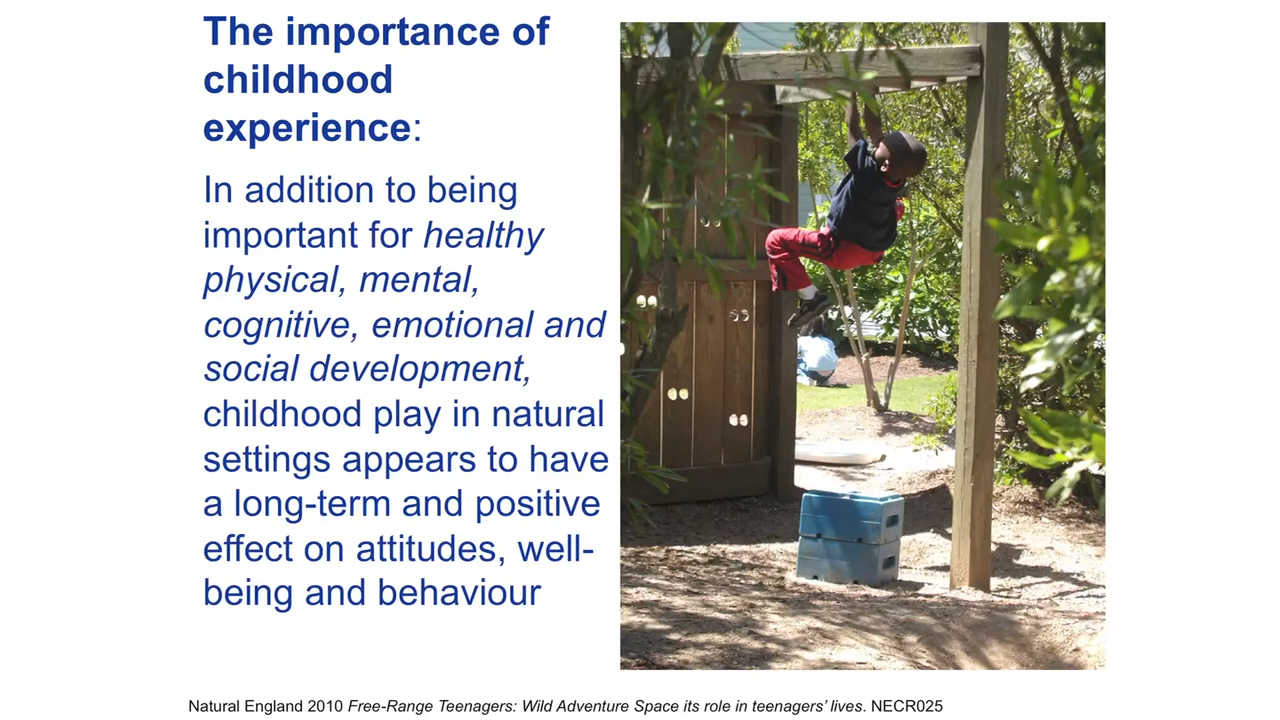 The importance of
childhood
experience:
In addition to being
important for healthy
physical, mental,
cognitive, emotional and
social development,
childhood play in natural
settings appears to have
a long-term and positive
effect on attitudes, well-
being and behaviour
Natural England 2010 Free-Range Teenagers: Wild Adventure Space its role in teenagers’ lives. NECR025